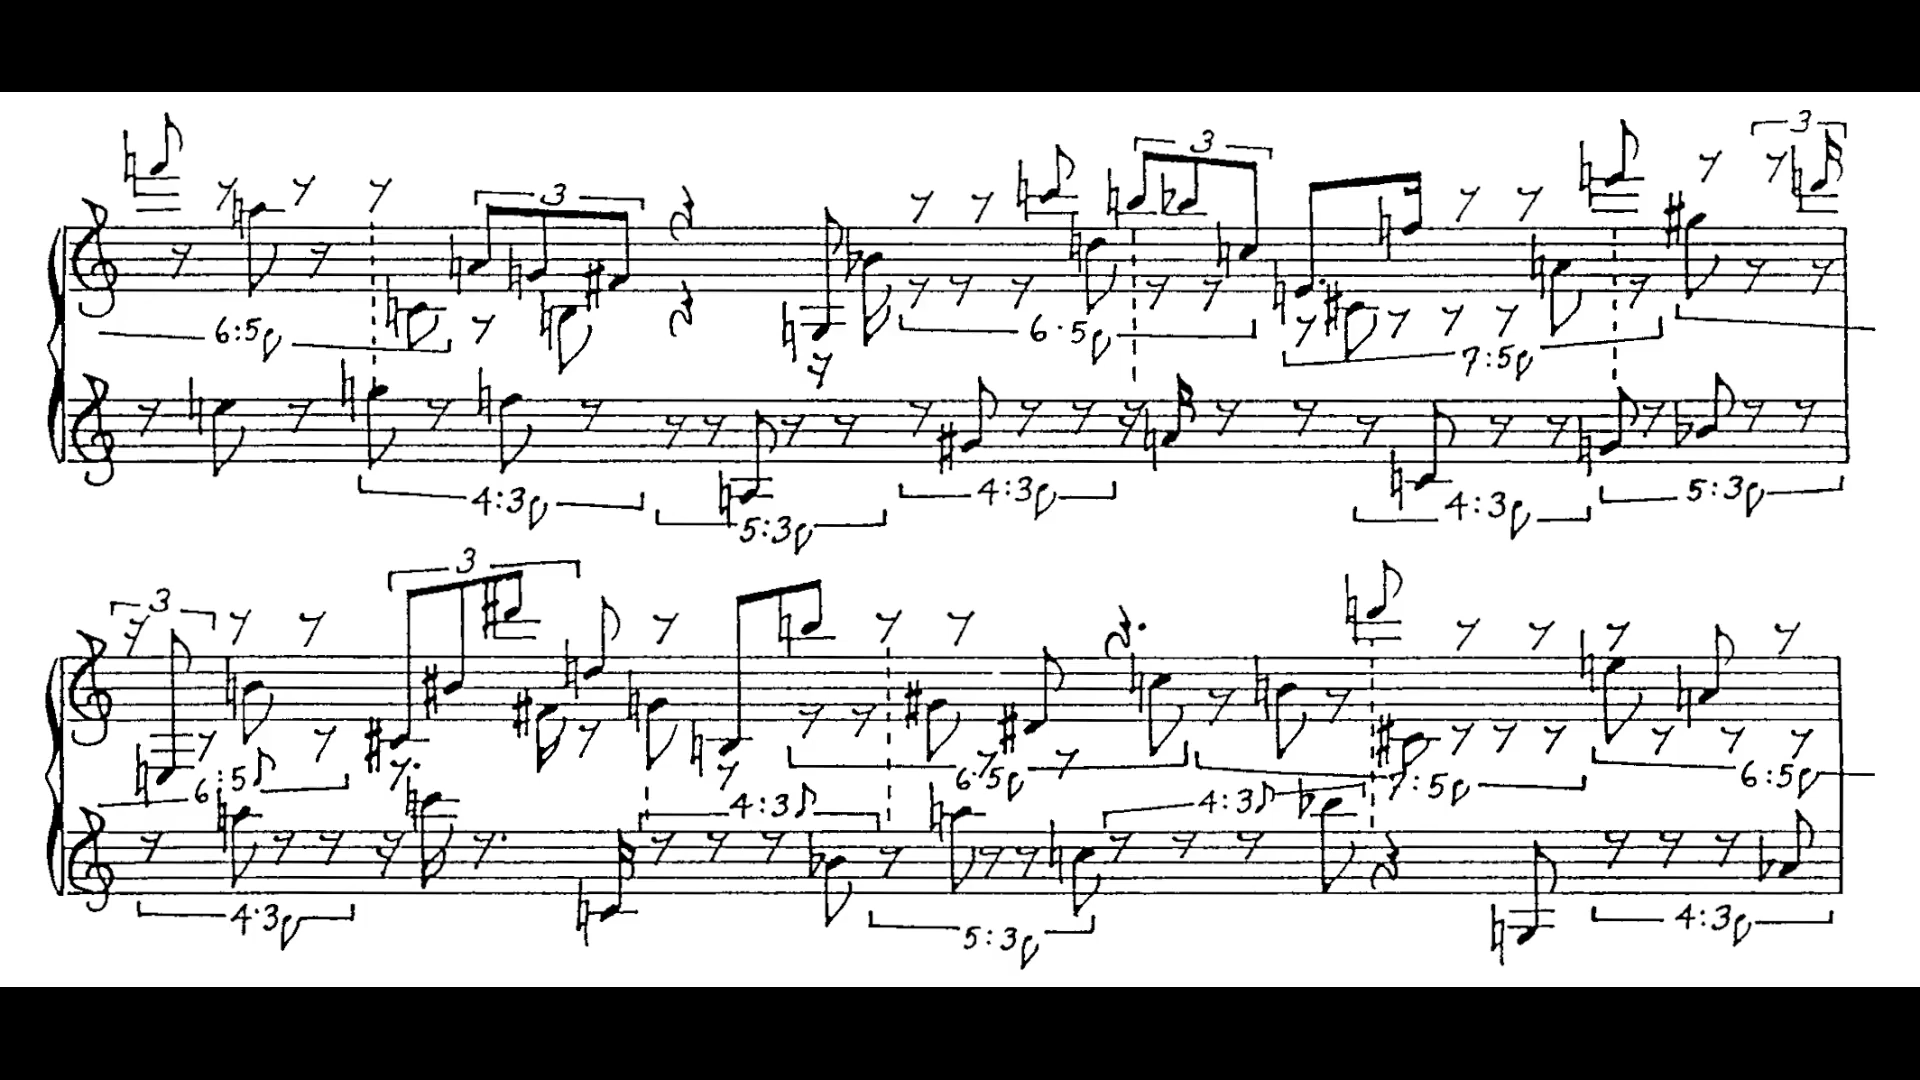 3 3
3
6:5♪ 6:5♪
7:5♪
4:3♪ 5:3♪ 4:3♪ 4:3♪ 5:3♪
3
3
6:5♪ 6:5♪ 7:5♪ 6:5♪
4:3♪ 4:3♪
4:3♪ 5:3♪ 4:3♪